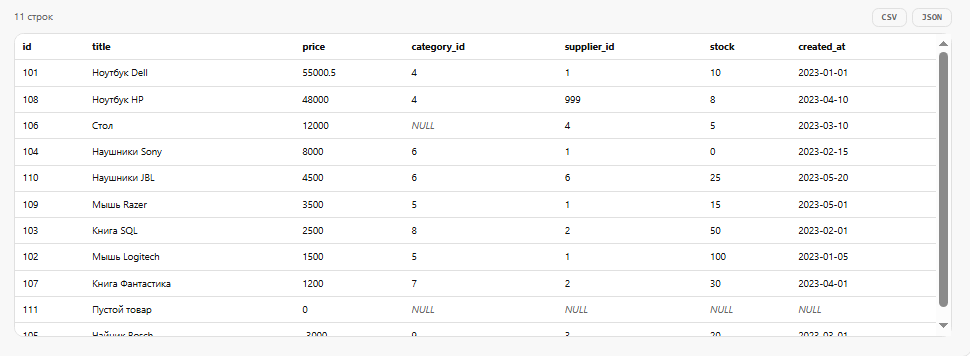 11 строк CSV JSON
id title price category_id supplier_id stock created_at
101 Ноутбук Dell 55000.5 4 1 10 2023-01-01
108 Ноутбук HP 48000 4 999 8 2023-04-10
106 Стол 12000 NULL 4 5 2023-03-10
104 Наушники Sony 8000 6 1 0 2023-02-15
110 Наушники JBL 4500 6 6 25 2023-05-20
109 Мышь Razer 3500 5 1 15 2023-05-01
103 Книга SQL 2500 8 2 50 2023-02-01
102 Мышь Logitech 1500 5 1 100 2023-01-05
107 Книга Фантастика 1200 7 2 30 2023-04-01
111 Пустой товар 0 NULL NULL NULL NULL
105 Bosch 3 20 2023-03-01